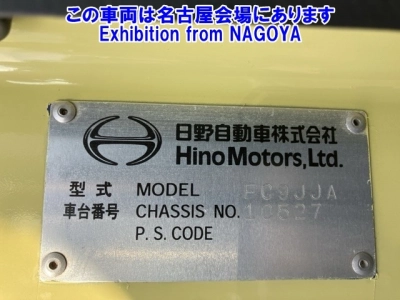 この車両は名古屋会場にあります
Exhibition from NAGOYA
日野自動車株式会社
Hino Motors, Ltd.
型式 MODEL FC9JJA
車台番号 CHASSIS NO. 10527
P. S. CODE